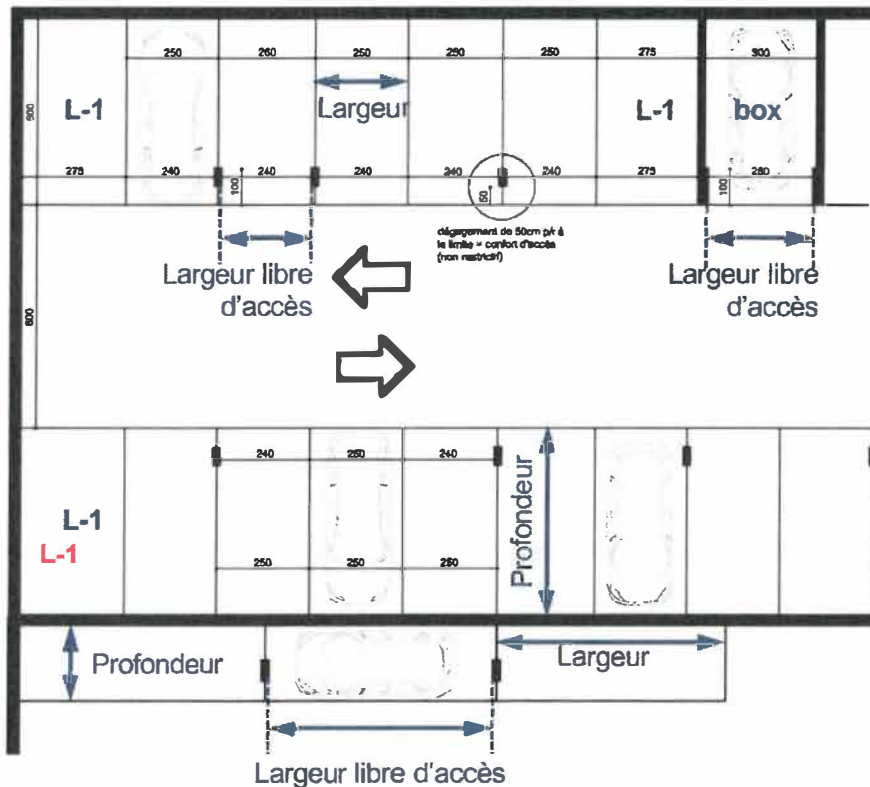 250 260 250 250 250 275 300
L-1
Largeur
L-1
box
275 240 240 240 240 240 275 280
100
50
100
dégagement de 50cm p/r à
la limite = confort d'accès
(non restrictif)
Largeur libre
d'accès
Largeur libre
d'accès
600
240 250 240
Profondeur
L-1
L-1
250 250 250
Profondeur
Largeur
Largeur libre d'accès